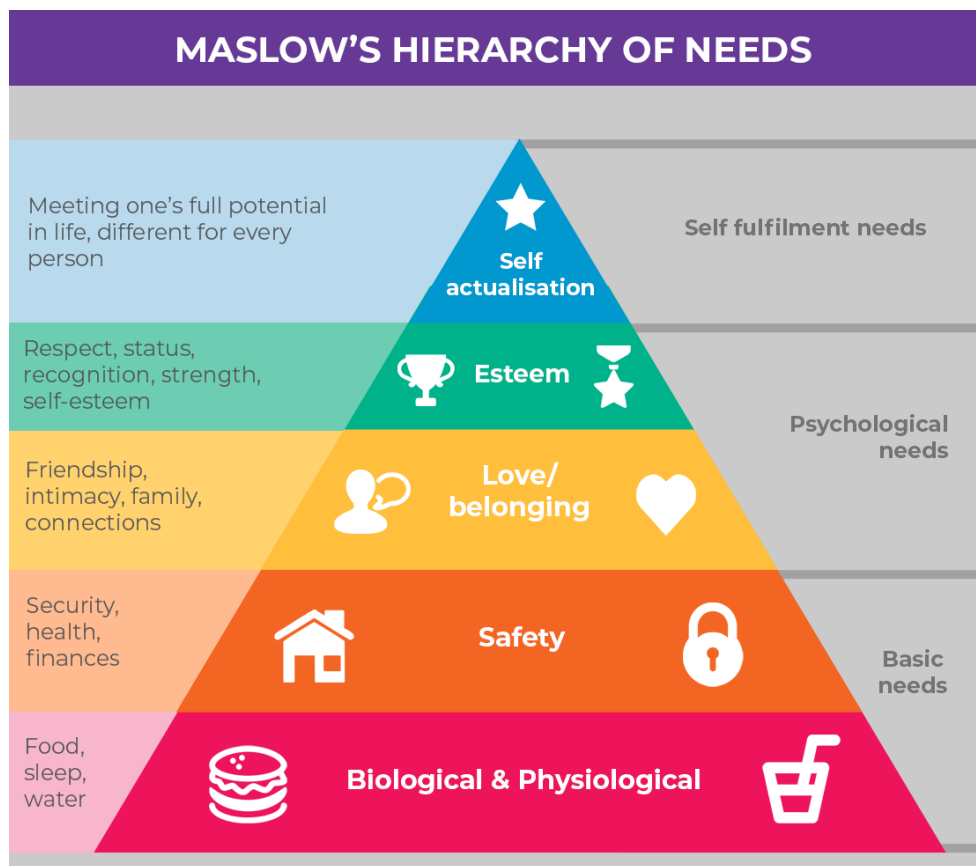 MASLOW'S HIERARCHY OF NEEDS
Meeting one's full potential
in life, different for every
person
Self
actualisation
Self fulfilment needs
Respect, status,
recognition, strength,
self-esteem
Esteem
Psychological
needs
Friendship,
intimacy, family,
connections
Love/
belonging
Security,
health,
finances
Safety
Basic
needs
Food,
sleep,
water
Biological & Physiological